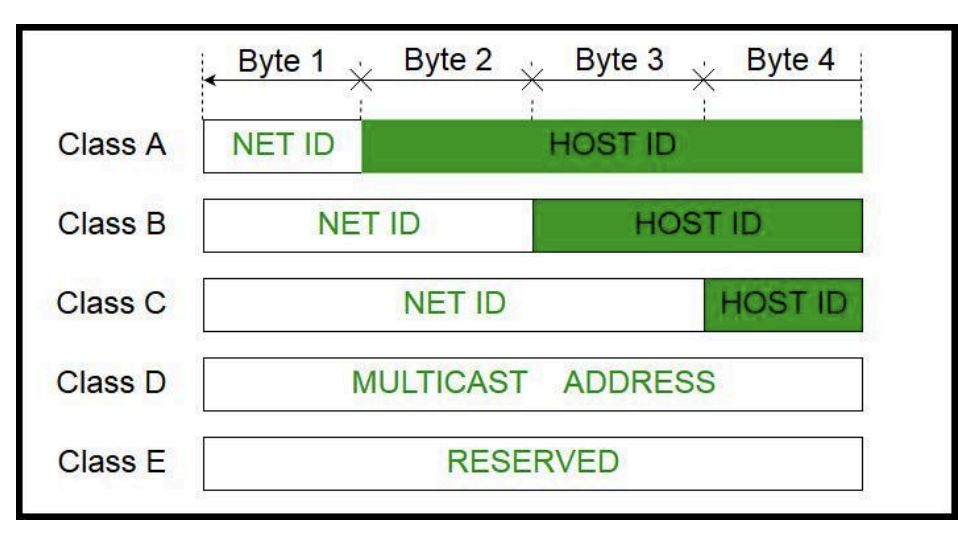 Byte 1 Byte 2 Byte 3 Byte 4
Class A NET ID HOST ID
Class B NET ID HOST ID
Class C NET ID HOST ID
Class D MULTICAST ADDRESS
Class E RESERVED